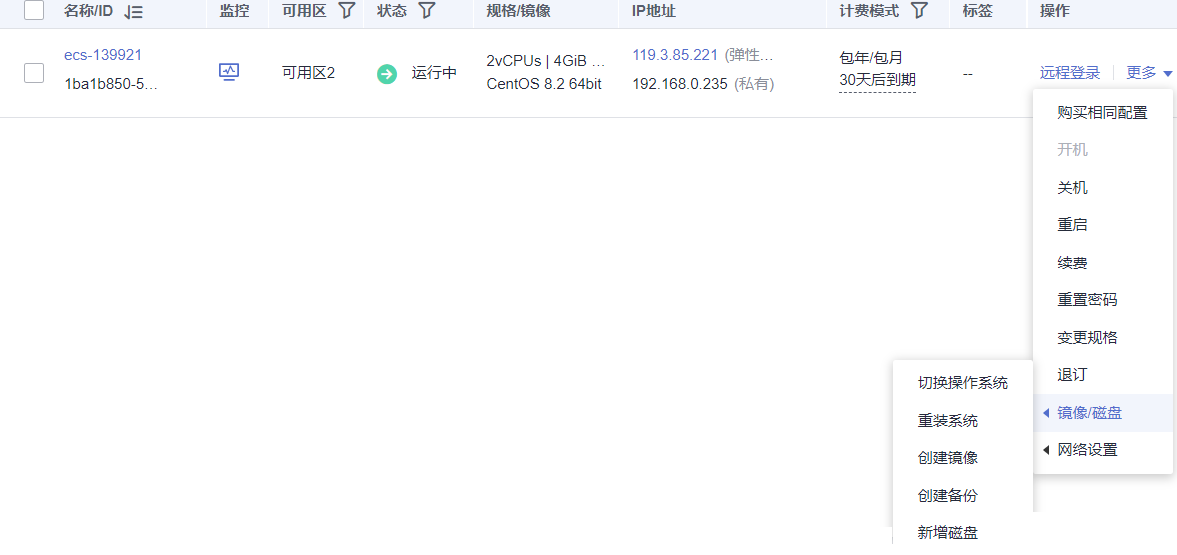 名称/ID 监控 可用区 状态 规格/镜像 IP地址 计费模式 标签 操作
ecs-139921
1ba1b850-5...
可用区2
运行中
2vCPUs | 4GiB ...
CentOS 8.2 64bit
119.3.85.221 (弹性...
192.168.0.235 (私有)
包年/包月
30天后到期
--
远程登录 更多
购买相同配置
开机
关机
重启
续费
重置密码
变更规格
退订
镜像/磁盘
网络设置
切换操作系统
重装系统
创建镜像
创建备份
新增磁盘